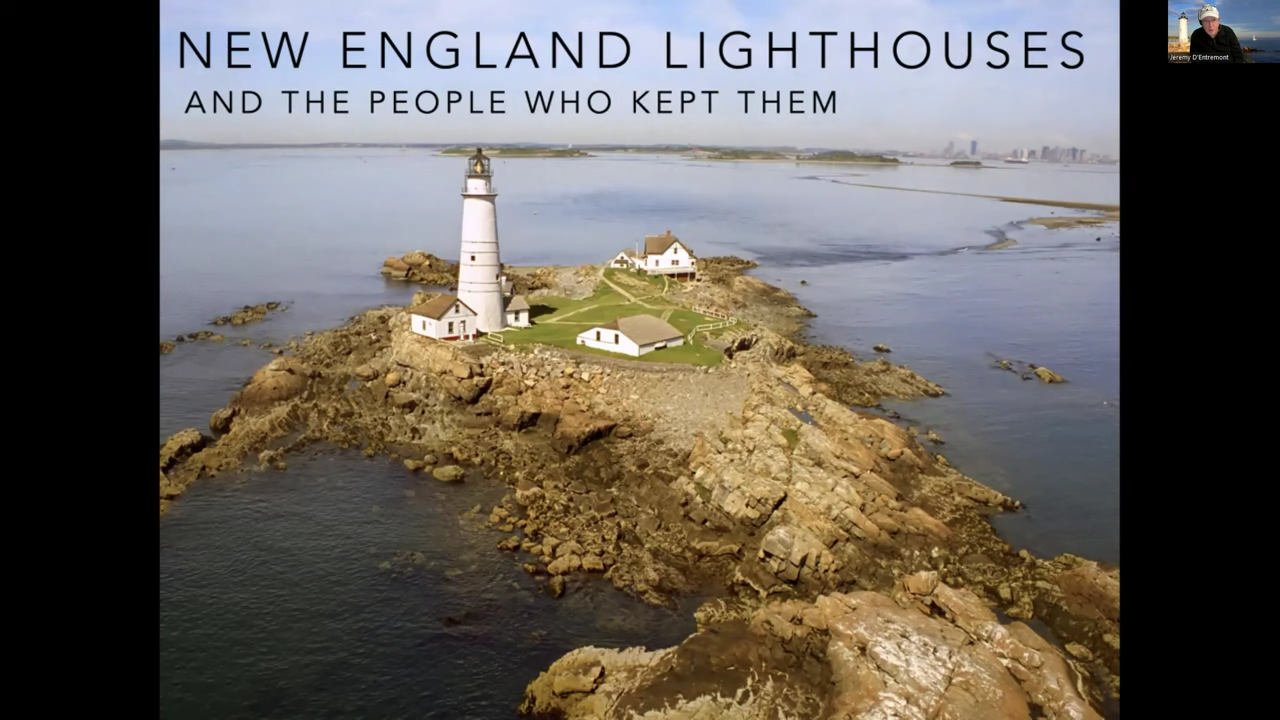 NEW ENGLAND LIGHTHOUSES
AND THE PEOPLE WHO KEPT THEM
Jeremy D'Entremont